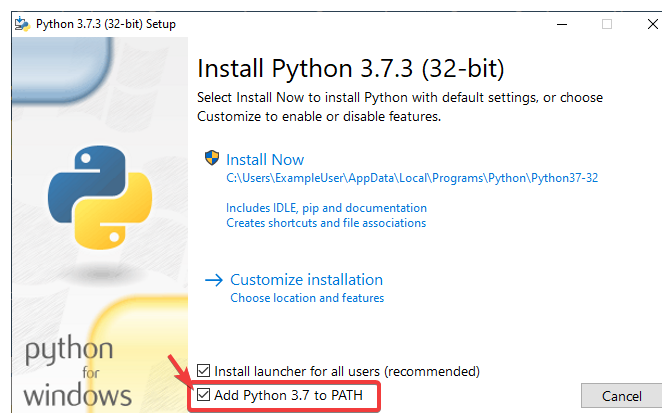 Python 3.7.3 (32-bit) Setup
Install Python 3.7.3 (32-bit)
Select Install Now to install Python with default settings, or choose
Customize to enable or disable features.
Install Now
C:\Users\ExampleUser\AppData\Local\Programs\Python\Python37-32
Includes IDLE, pip and documentation
Creates shortcuts and file associations
Customize installation
Choose location and features
python
for
windows
Install launcher for all users (recommended)
Add Python 3.7 to PATH
Cancel